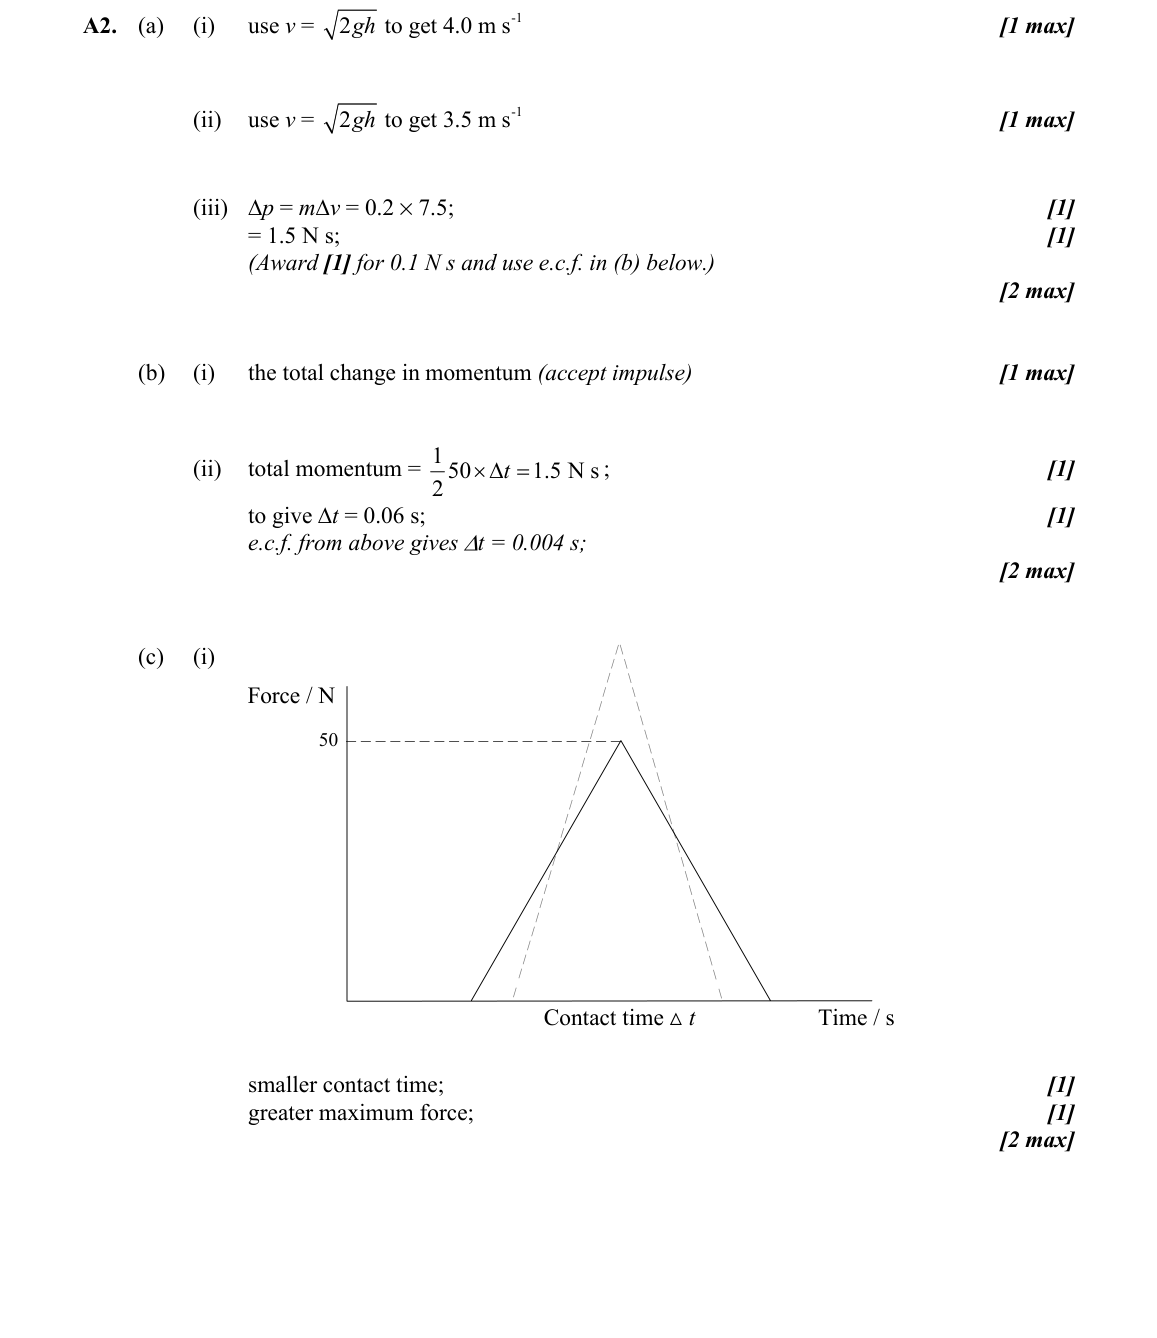 A2. (a) (i) use v = √2gh to get 4.0 m s⁻¹ [1 max]
(ii) use v = √2gh to get 3.5 m s⁻¹ [1 max]
(iii) Δp = mΔv = 0.2 × 7.5; [1]
= 1.5 N s; [1]
(Award [1] for 0.1 N s and use e.c.f. in (b) below.)
[2 max]
(b) (i) the total change in momentum (accept impulse) [1 max]
(ii) total momentum = 1/2 50 × Δt = 1.5 N s; [1]
to give Δt = 0.06 s; [1]
e.c.f. from above gives Δt = 0.004 s;
[2 max]
(c) (i)
Force / N
50
Contact time Δ t Time / s
smaller contact time; [1]
greater maximum force; [1]
[2 max]